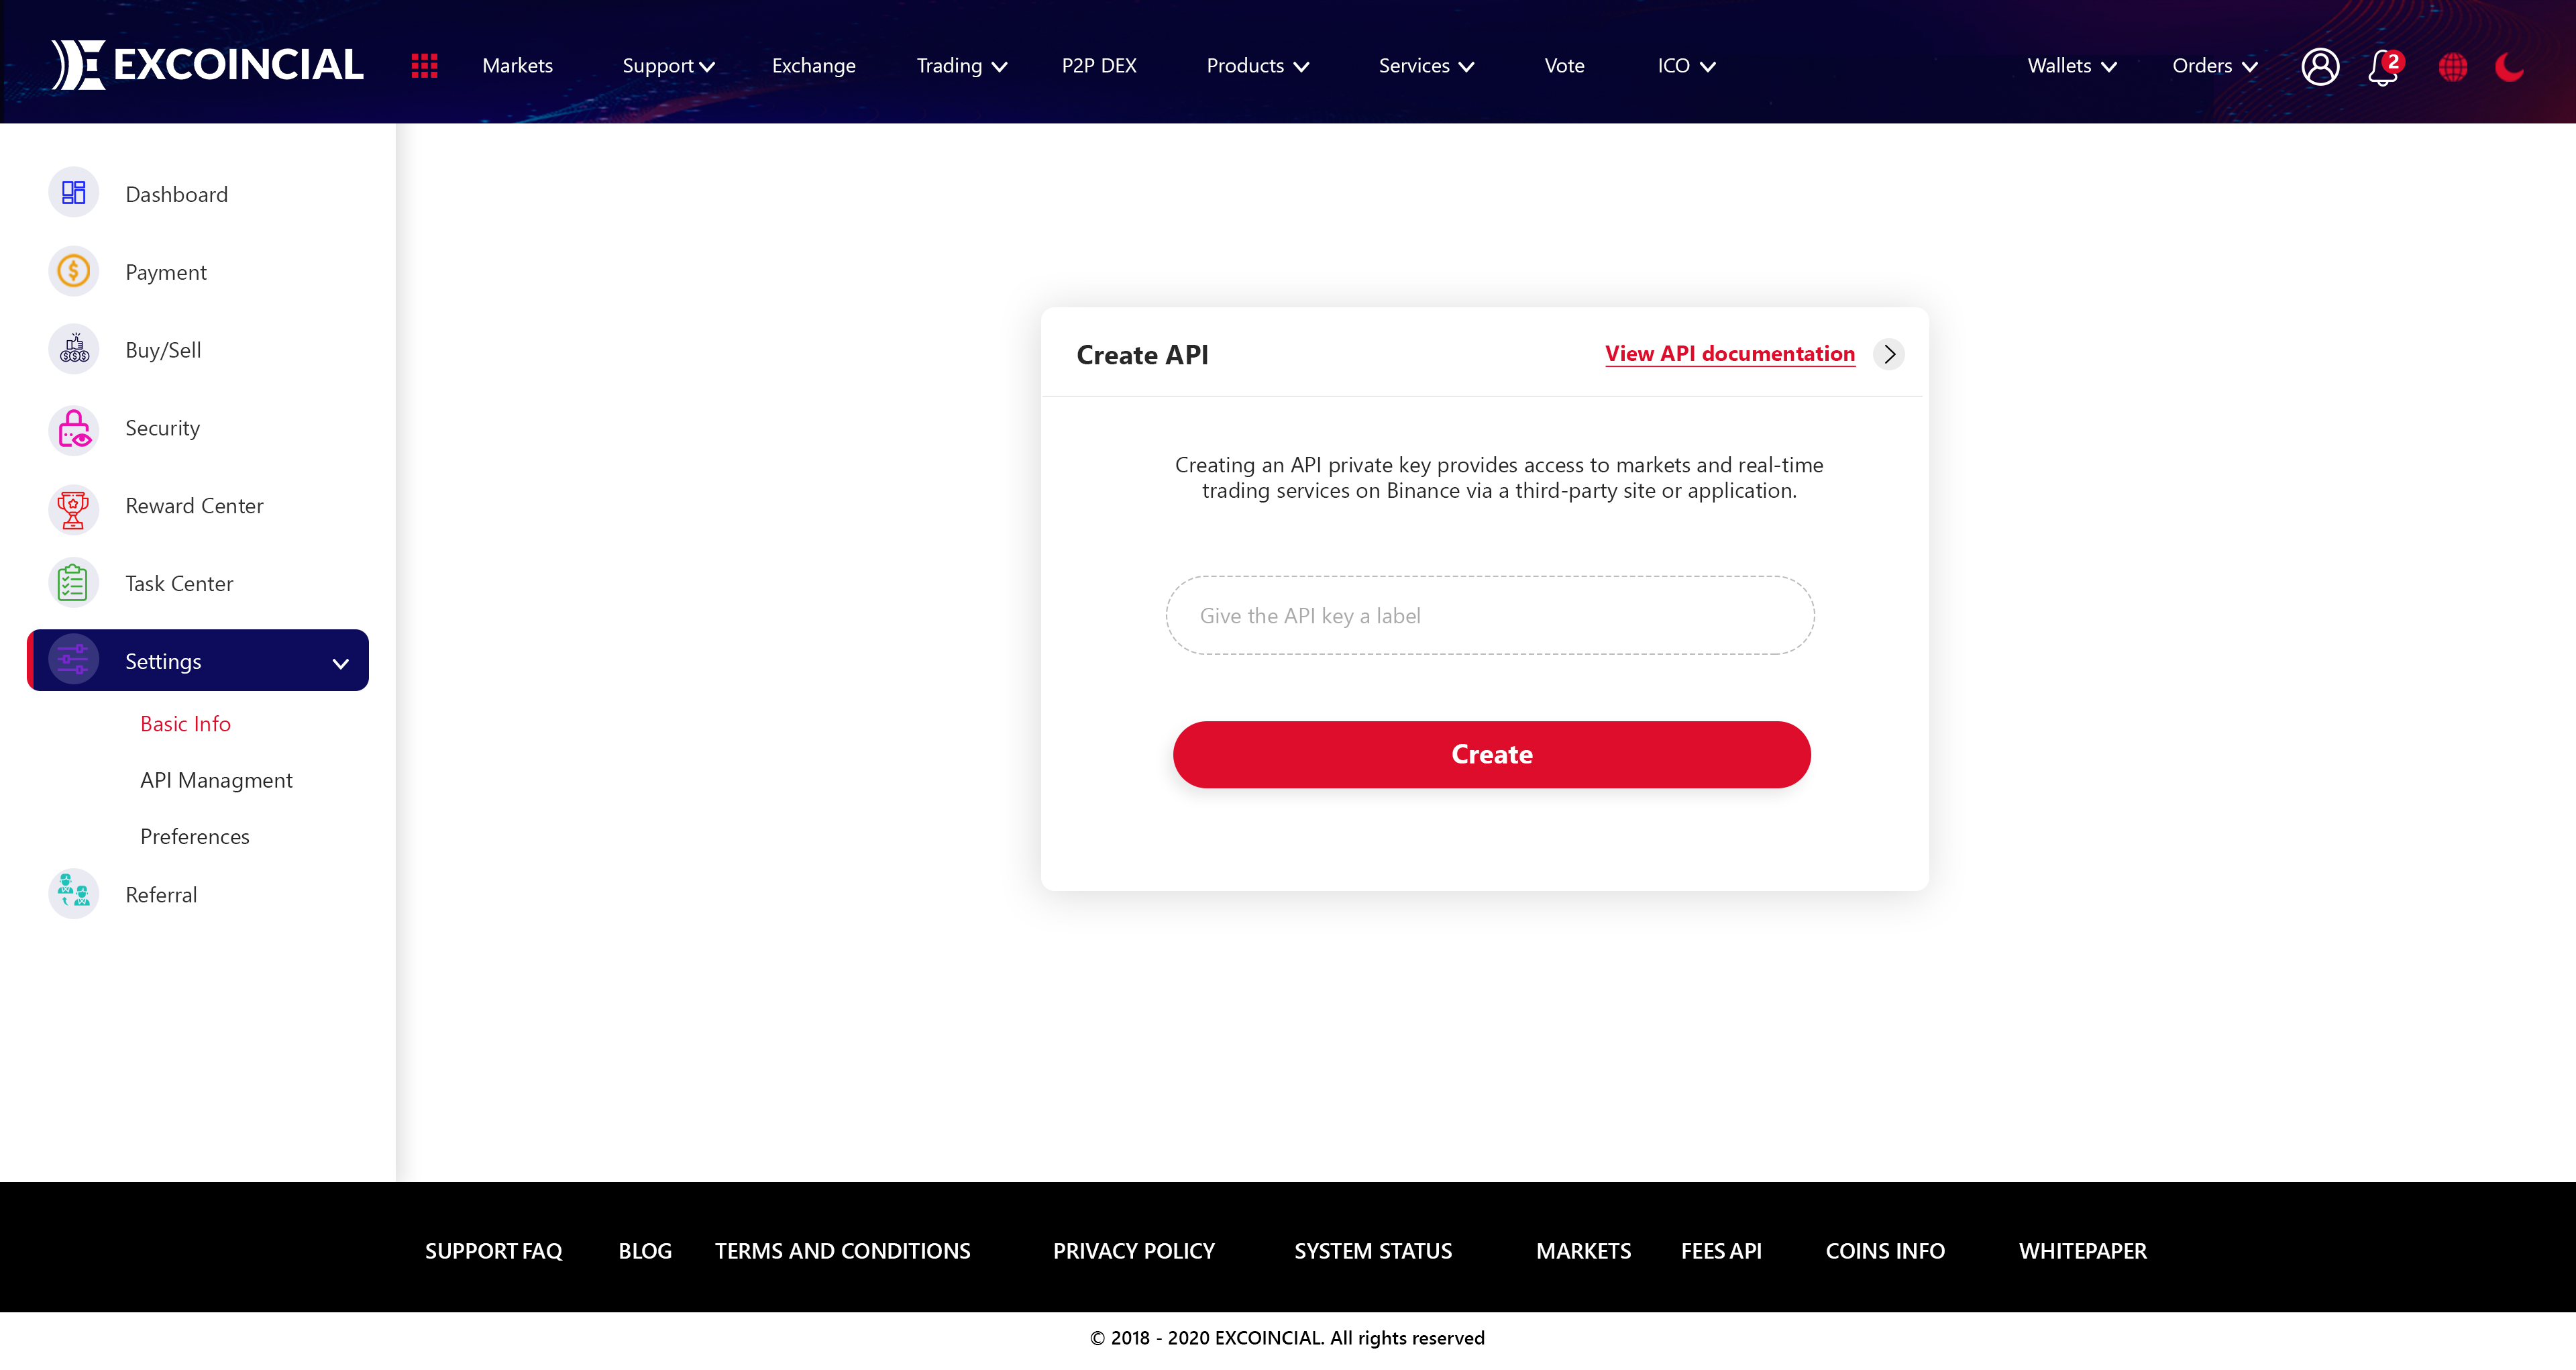 EXCOINCIAL
Markets
Support
Exchange
Trading
P2P DEX
Products
Services
Vote
ICO
Wallets
Orders
2
Dashboard
Payment
Buy/Sell
Security
Reward Center
Task Center
Settings
Basic Info
API Managment
Preferences
Referral
Create API
View API documentation
Creating an API private key provides access to markets and real-time
trading services on Binance via a third-party site or application.
Give the API key a label
Create
SUPPORT FAQ
BLOG
TERMS AND CONDITIONS
PRIVACY POLICY
SYSTEM STATUS
MARKETS
FEES API
COINS INFO
WHITEPAPER
© 2018 - 2020 EXCOINCIAL. All rights reserved